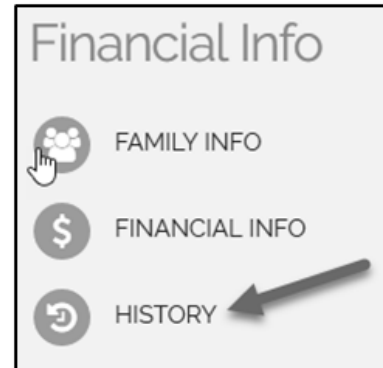 Financial Info
FAMILY INFO
$
FINANCIAL INFO
HISTORY